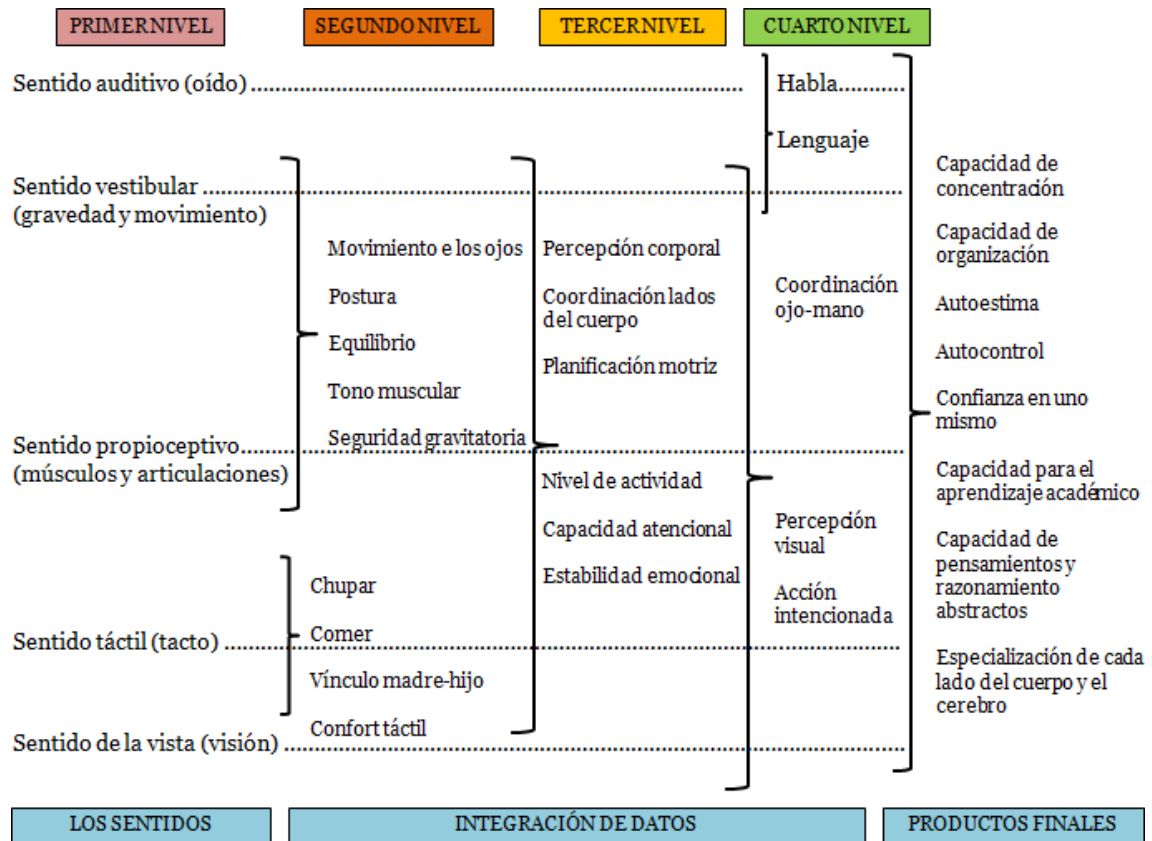 PRIMER NIVEL
SEGUNDO NIVEL
TERCER NIVEL
CUARTO NIVEL
Sentido auditivo (oído)
Sentido vestibular
(gravedad y movimiento)
Sentido propioceptivo
(músculos y articulaciones)
Sentido táctil (tacto)
Sentido de la vista (visión)
Movimiento e los ojos
Postura
Equilibrio
Tono muscular
Seguridad gravitatoria
Chupar
Comer
Vínculo madre-hijo
Confort táctil
Percepción corporal
Coordinación lados
del cuerpo
Planificación motriz
Nivel de actividad
Capacidad atencional
Estabilidad emocional
Habla
Lenguaje
Coordinación
ojo-mano
Percepción
visual
Acción
intencionada
Capacidad de
concentración
Capacidad de
organización
Autoestima
Autocontrol
Confianza en uno
mismo
Capacidad para el
aprendizaje académico
Capacidad de
pensamientos y
razonamiento
abstractos
Especialización de cada
lado del cuerpo y el
cerebro
LOS SENTIDOS
INTEGRACIÓN DE DATOS
PRODUCTOS FINALES